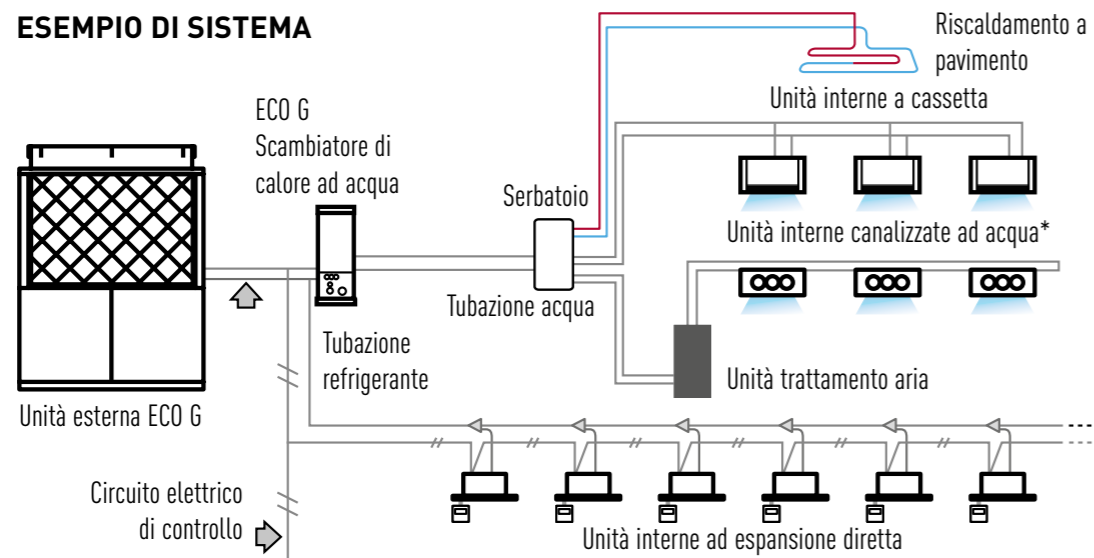 ESEMPIO DI SISTEMA
Riscaldamento a
pavimento
ECO G
Scambiatore di
calore ad acqua
Unità interne a cassetta
Serbatoio
Unità interne canalizzate ad acqua*
Tubazione acqua
Tubazione
refrigerante
Unità trattamento aria
Unità esterna ECO G
Circuito elettrico
di controllo
Unità interne ad espansione diretta